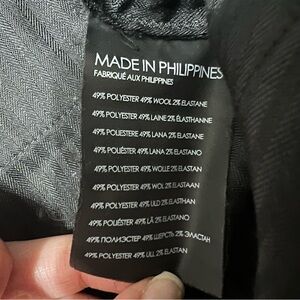 MADE IN PHILIPPINES
FABRIQUÉ AUX PHILIPPINES
49% POLYESTER 49% WOOL 2% ELASTANE
49% POLYESTER 49% LAINE 2% ÉLASTHANNE
49% POLIESTERE 49% LANA 2% ELASTANE
49% POLIÉSTER 49% LANA 2% ELASTANO
49% POLYESTER 49% WOLLE 2% ELASTAN
49% POLYESTER 49% WOL 2% ELASTAAN
49% POLYESTER 49% ULD 2% ELASTHAN
49% POLIÉSTER 49% LÃ 2% ELASTANO
49% ПОЛИЭСТЕР 49% ШЕРСТЬ 2% ЭЛАСТАН
49% POLYESTER 49% ULL 2% ELASTAN